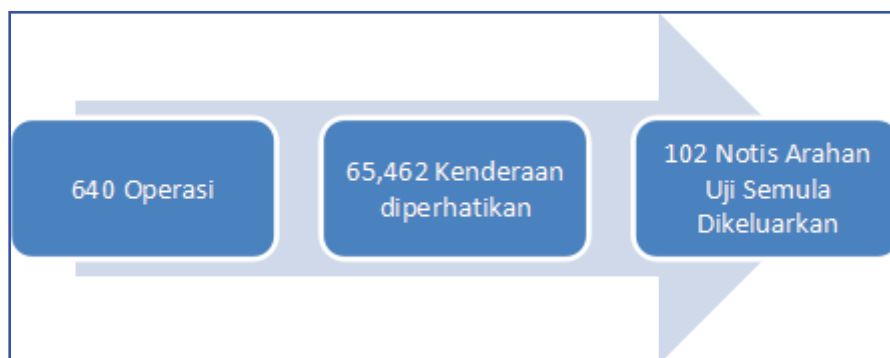 640 Operasi
65,462 Kenderaan
diperhatikan
102 Notis Arahan
Uji Semula
Dikeluarkan